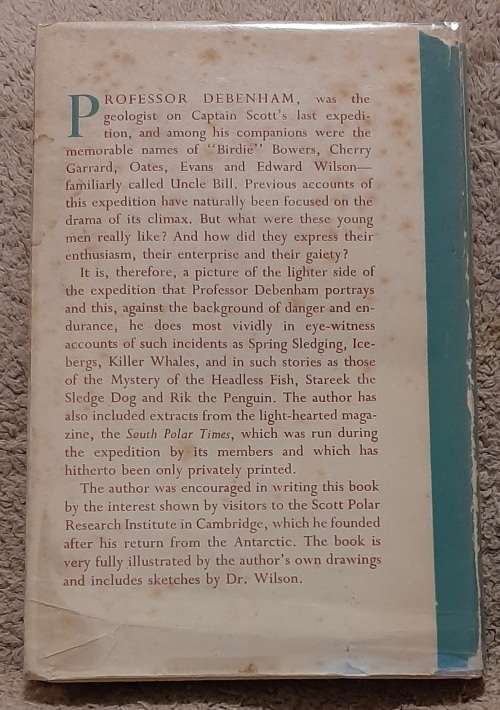 PROFESSOR DEBENHAM, was the
geologist on Captain Scott's last expedi-
tion, and among his companions were the
memorable names of "Birdie" Bowers, Cherry
Garrard, Oates, Evans and Edward Wilson—
familiarly called Uncle Bill. Previous accounts of
this expedition have naturally been focused on the
drama of its climax. But what were these young
men really like? And how did they express their
enthusiasm, their enterprise and their gaiety?
It is, therefore, a picture of the lighter side of
the expedition that Professor Debenham portrays
and this, against the background of danger and en-
durance, he does most vividly in eye-witness
accounts of such incidents as Spring Sledging, Ice-
bergs, Killer Whales, and in such stories as those
of the Mystery of the Headless Fish, Stareek the
Sledge Dog and Rik the Penguin. The author has
also included extracts from the light-hearted maga-
zine, the South Polar Times, which was run during
the expedition by its members and which has
hitherto been only privately printed.
The author was encouraged in writing this book
by the interest shown by visitors to the Scott Polar
Research Institute in Cambridge, which he founded
after his return from the Antarctic. The book is
very fully illustrated by the author's own drawings
and includes sketches by Dr. Wilson.